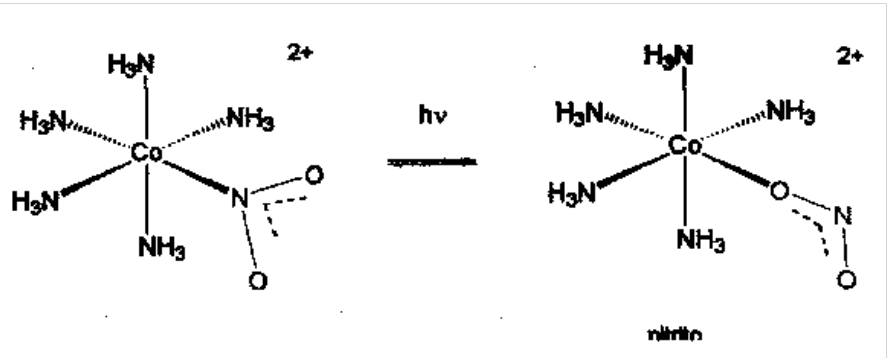 H₃N 2+
H₃N NH₃
Co
H₃N N O
NH₃
O
hν
H₃N 2+
H₃N NH₃
Co
H₃N O N
NH₃
O
nitrito